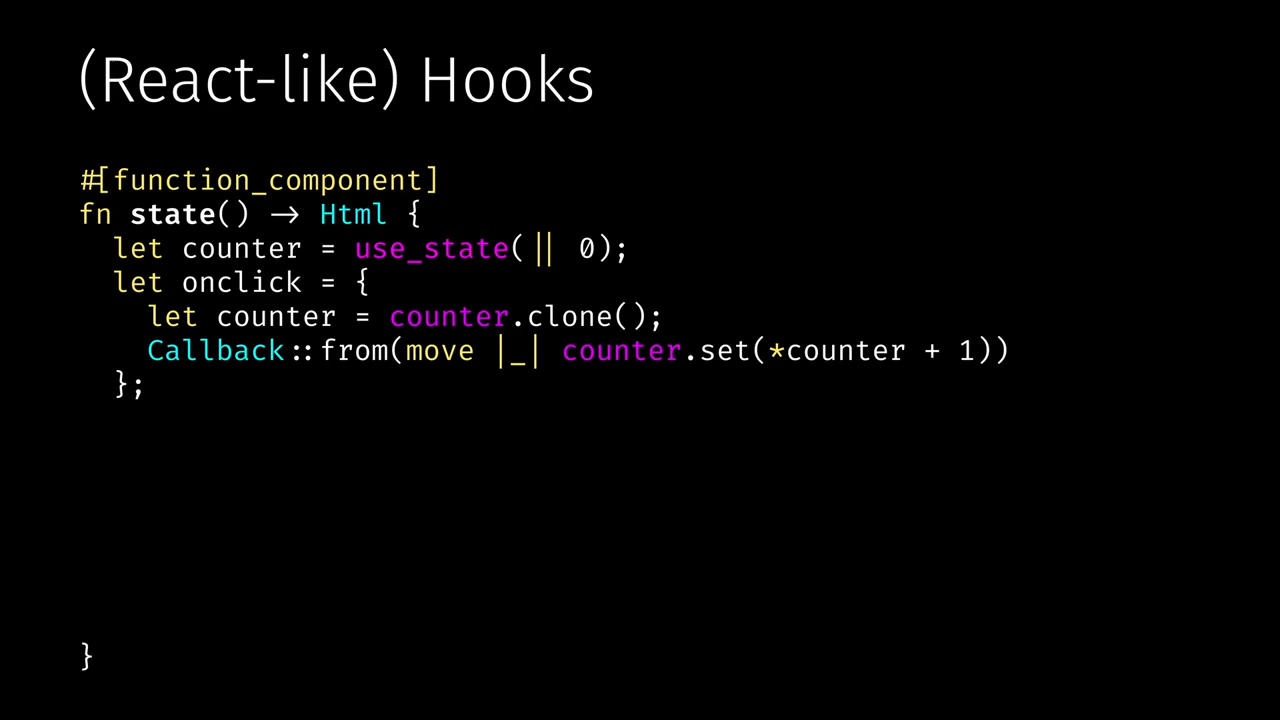 (React-like) Hooks
#[function_component]
fn state() -> Html {
  let counter = use_state(|| 0);
  let onclick = {
    let counter = counter.clone();
    Callback::from(move |_| counter.set(*counter + 1))
  };
}